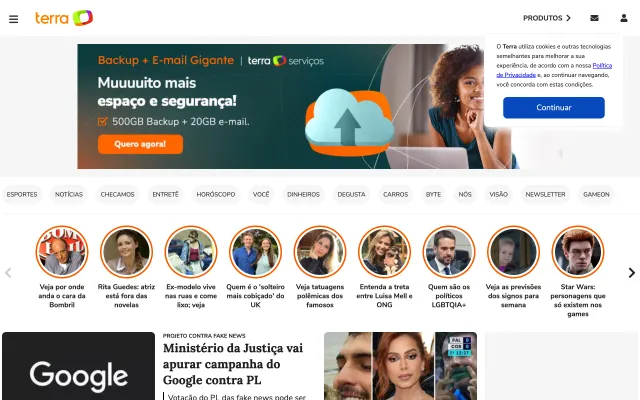 terra
PRODUTOS
Backup + E-mail Gigante | terra serviços
Muuuuito mais
espaço e segurança!
500GB Backup + 20GB e-mail.
Quero agora!
O Terra utiliza cookies e outras tecnologias
semelhantes para melhorar a sua
experiência, de acordo com a nossa Política
de Privacidade e, ao continuar navegando,
você concorda com estas condições.
Continuar
ESPORTES NOTÍCIAS CHECAMOS ENTRETÊ HORÓSCOPO VOCÊ DINHEIROS DEGUSTA CARROS BYTE NÓS VISÃO NEWSLETTER GAMEON
Veja por onde
anda o cara da
Bombril
Rita Guedes: atriz
está fora das
novelas
Ex-modelo vive
nas ruas e come
lixo; veja
Quem é o 'solteiro
mais cobiçado' do
UK
Veja tatuagens
polêmicas dos
famosos
Entenda a treta
entre Luisa Mell e
ONG
Quem são os
políticos
LGBTQIA+
Veja as previsões
dos signos para
semana
Star Wars:
personagens que
só existem nos
games
Google
PROJETO CONTRA FAKE NEWS
Ministério da Justiça vai
apurar campanha do
Google contra PL
Votação do PL das fake news pode ser
PAL 0
COR 0